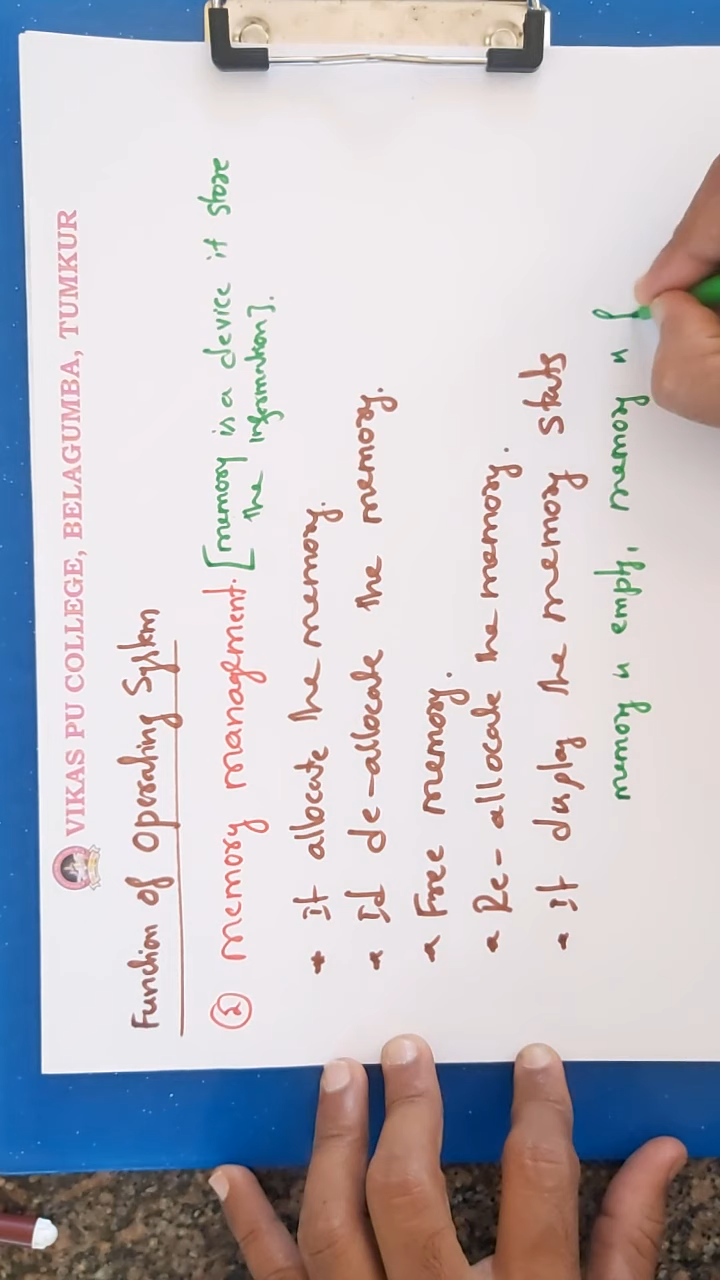 VIKAS PU COLLEGE, BELAGUMBA, TUMKUR
Function of operating System
② memory management. [memory is a device it store
the information].
* It allocate the memory.
* Id de-allocate the memory.
* Free memory.
* Re-allocate the memory.
* It display the memory stats
memory is empty, memory is f